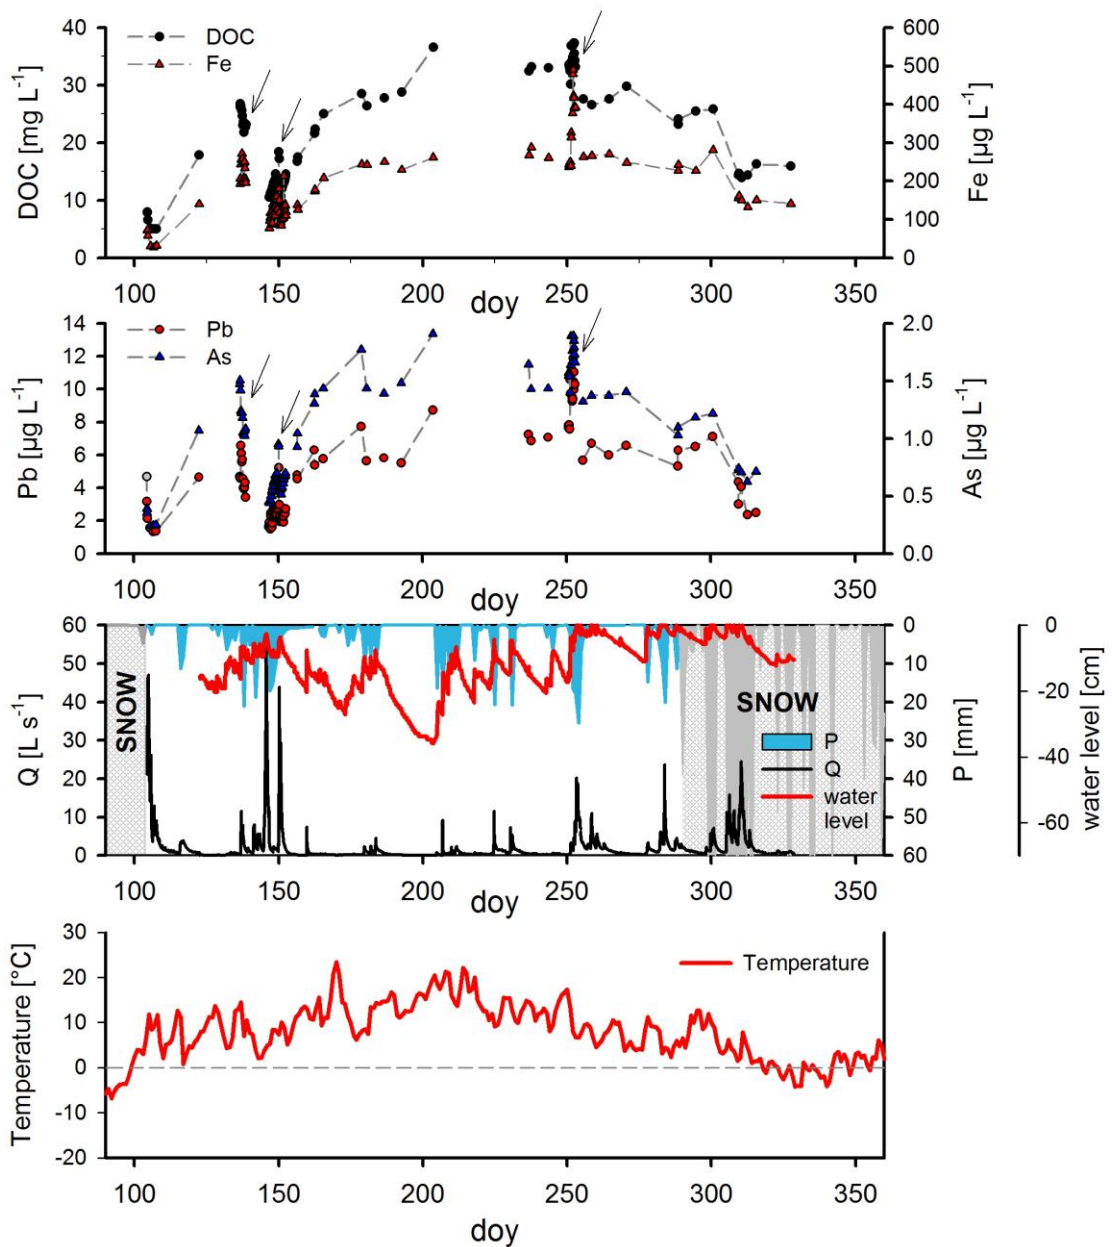 40 600
DOC
Fe
30 500
400
20 300
200
10 100
0 0
DOC [mg L⁻¹]
Fe [µg L⁻¹]
100 150 200 250 300 350
doy
14 2.0
Pb
As
12
10 1.5
8 1.0
6
4 0.5
2
0 0.0
Pb [µg L⁻¹]
As [µg L⁻¹]
100 150 200 250 300 350
doy
60 0 0
50 10
40 20 -20
30 30
20 40 -40
10 50
0 60 -60
Q [L s⁻¹]
P [mm]
water level [cm]
SNOW
SNOW
P
Q
water
level
100 150 200 250 300 350
doy
30
20
10
0
-10
-20
Temperature [°C]
Temperature
100 150 200 250 300 350
doy